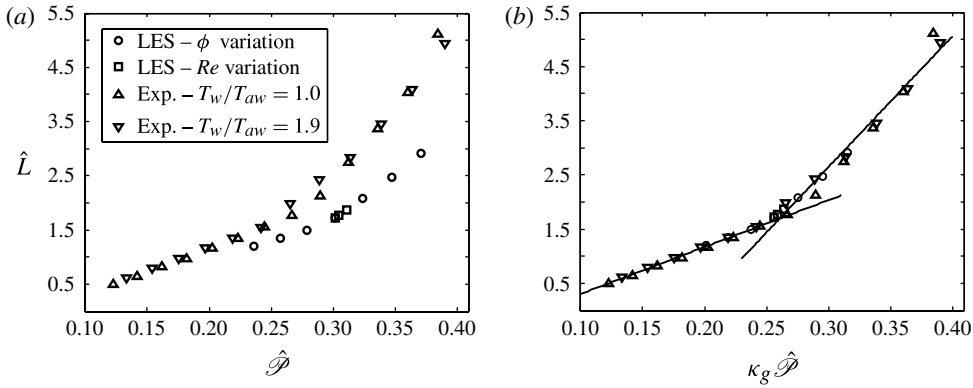 (a)
5.5
4.5
3.5
2.5
1.5
0.5
L̂
LES – ϕ variation
LES – Re variation
Exp. – T_w/T_aw = 1.0
Exp. – T_w/T_aw = 1.9
0.10 0.15 0.20 0.25 0.30 0.35 0.40
𝒫̂
(b)
5.5
4.5
3.5
2.5
1.5
0.5
0.10 0.15 0.20 0.25 0.30 0.35 0.40
κ_g 𝒫̂